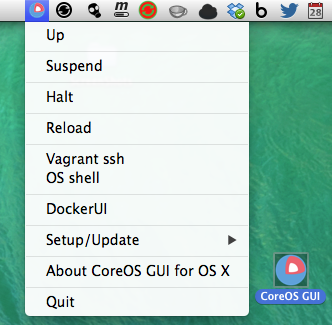 28
Up
Suspend
Halt
Reload
Vagrant ssh
OS shell
DockerUI
Setup/Update
About CoreOS GUI for OS X
Quit
CoreOS GUI